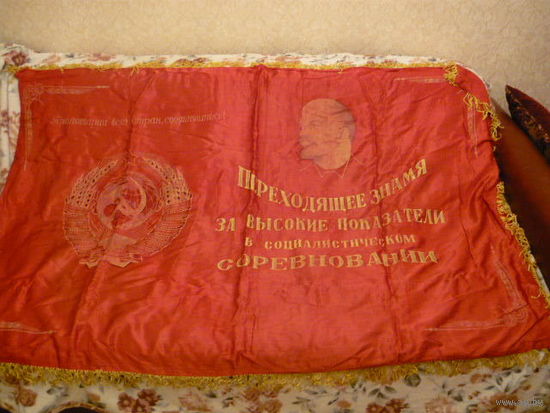 Пролетарии всех стран, соединяйтесь!
ПЕРЕХОДЯЩЕЕ ЗНАМЯ
ЗА ВЫСОКИЕ ПОКАЗАТЕЛИ
В СОЦИАЛИСТИЧЕСКОМ
СОРЕВНОВАНИИ